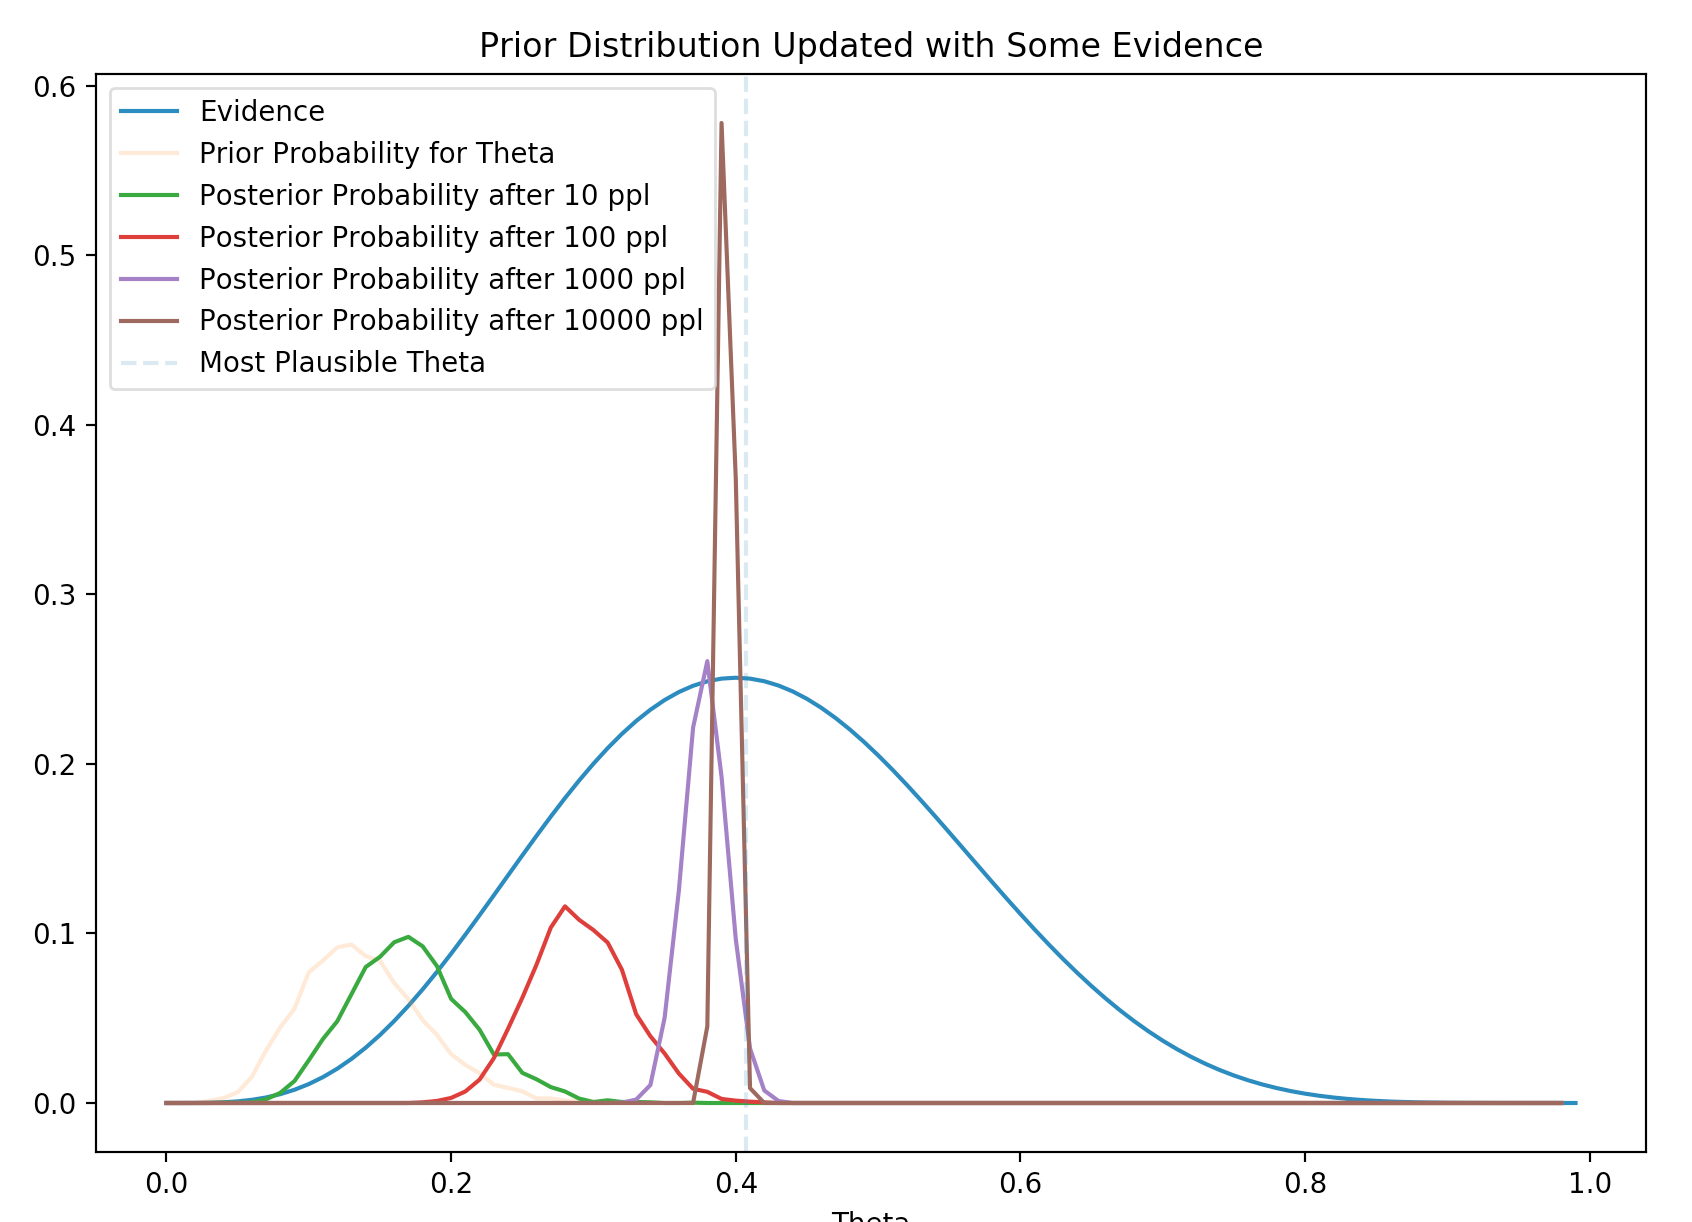 Prior Distribution Updated with Some Evidence
0.6
0.5
0.4
0.3
0.2
0.1
0.0
Evidence
Prior Probability for Theta
Posterior Probability after 10 ppl
Posterior Probability after 100 ppl
Posterior Probability after 1000 ppl
Posterior Probability after 10000 ppl
Most Plausible Theta
0.0 0.2 0.4 0.6 0.8 1.0
Theta